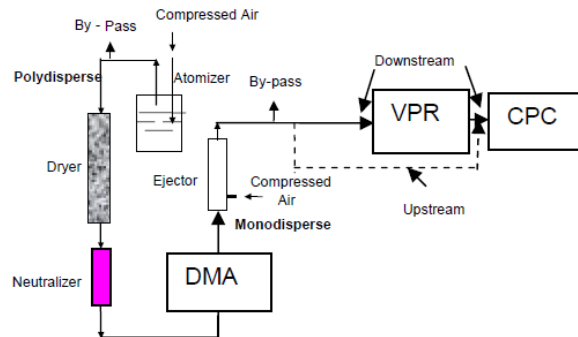 Compressed Air
By - Pass
Polydisperse
Atomizer
Downstream
By-pass
VPR
CPC
Dryer
Ejector
Compressed
Air
Upstream
Monodisperse
Neutralizer
DMA